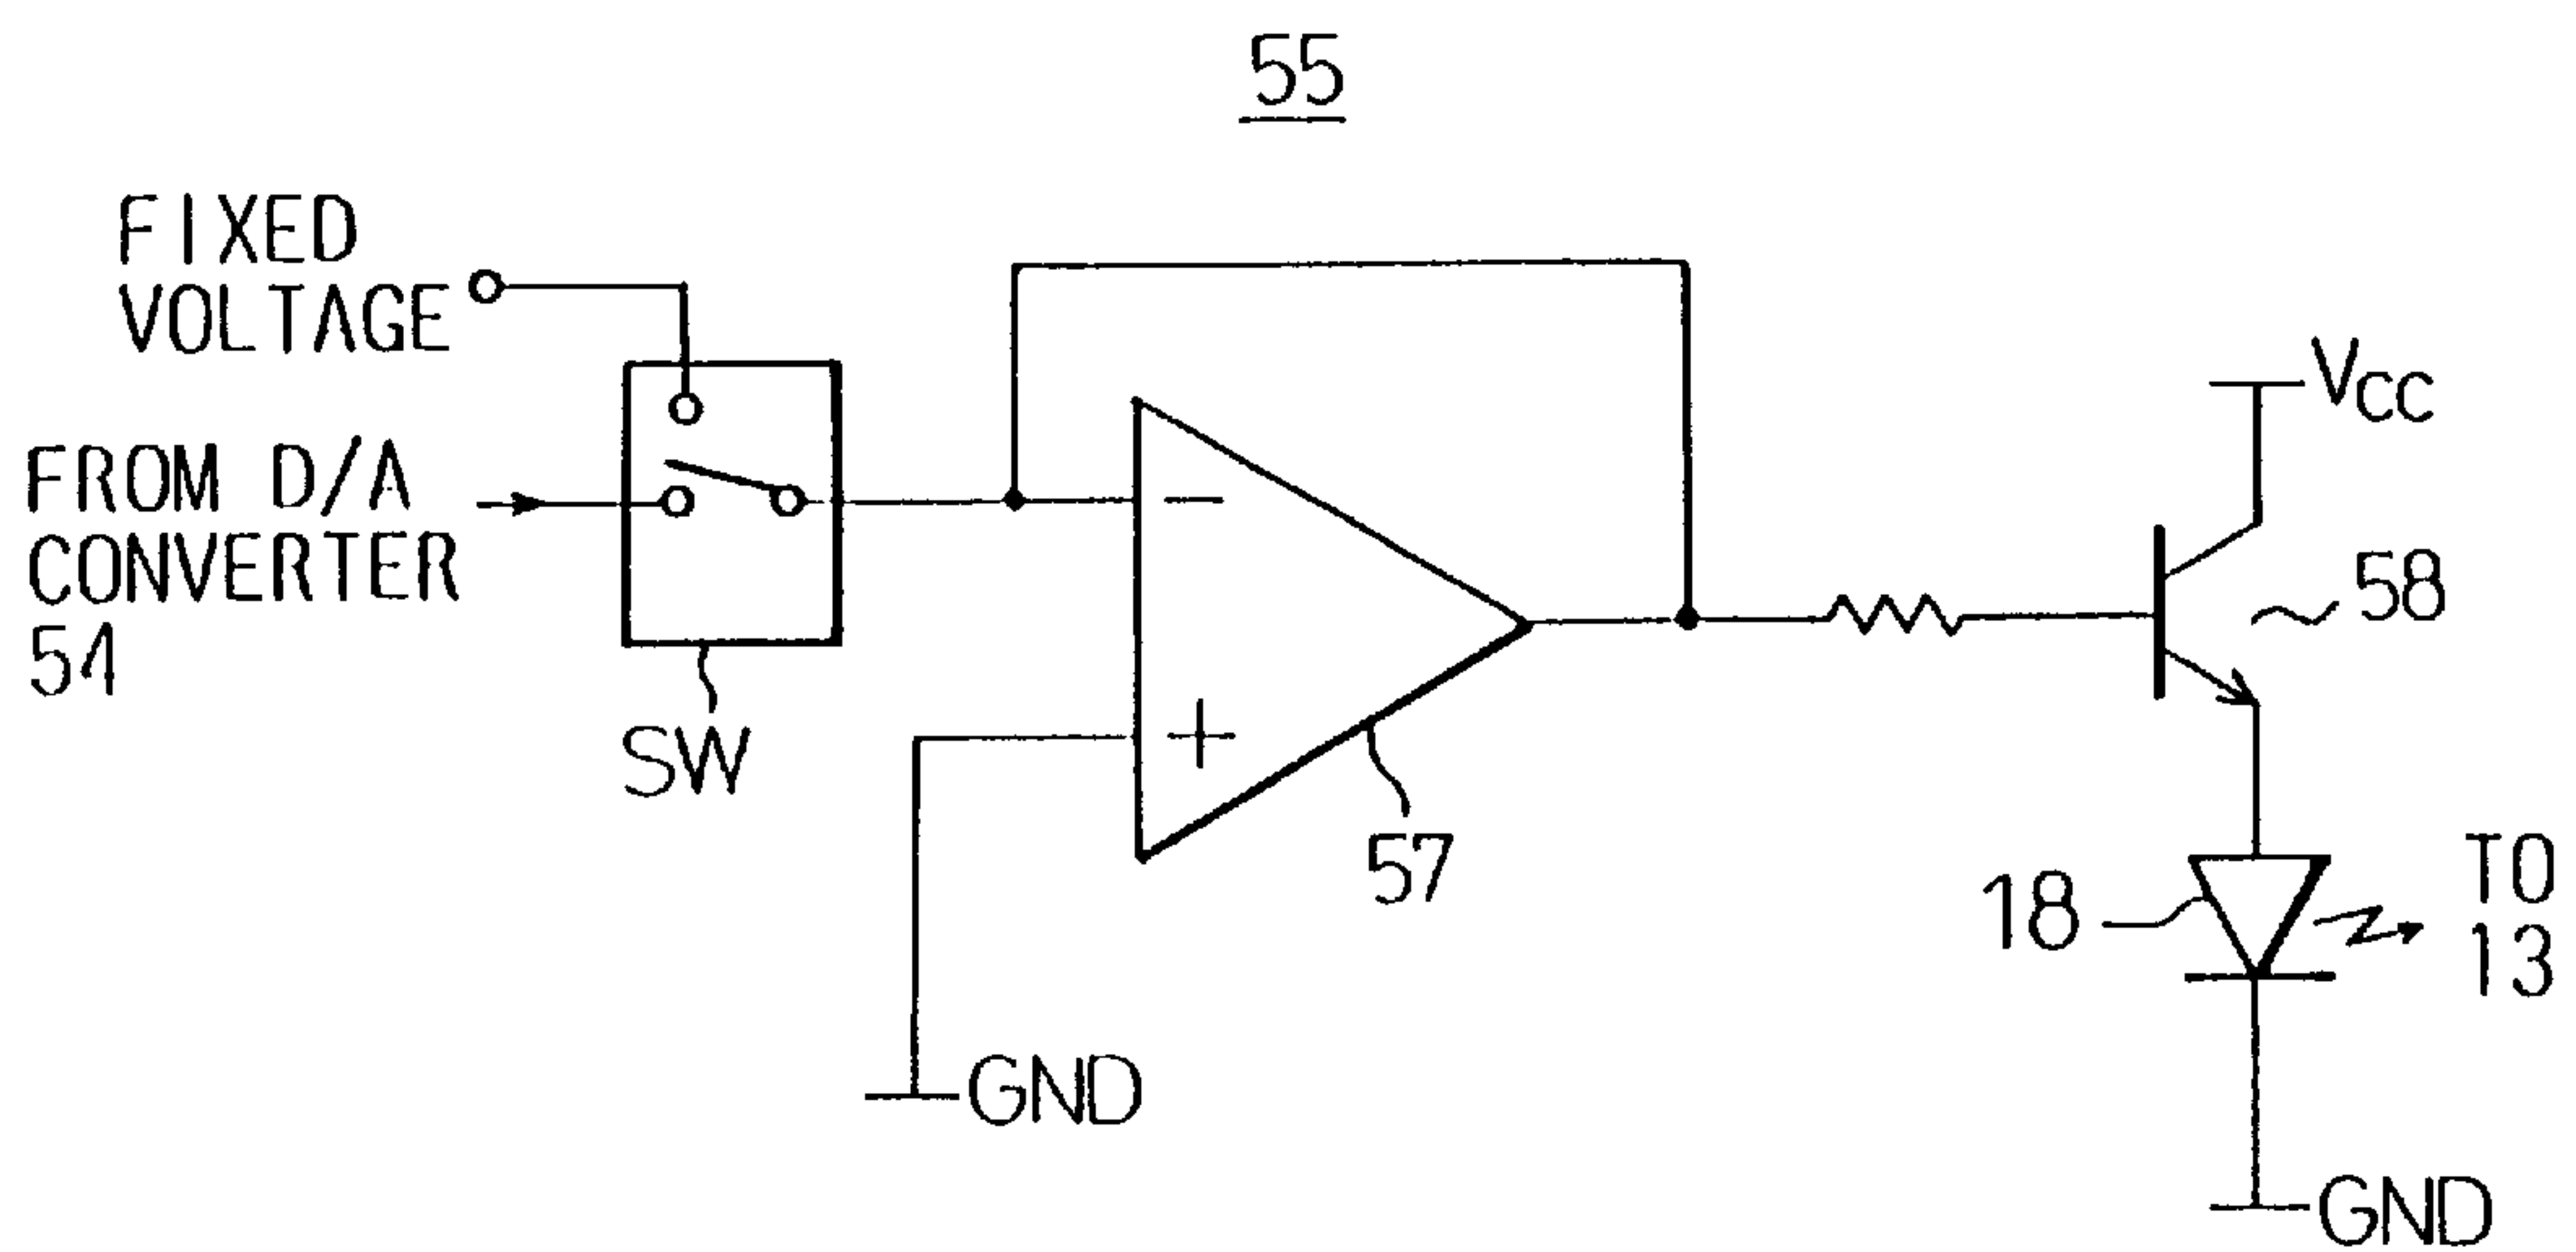 55
FIXED
VOLTAGE
FROM D/A
CONVERTER
54
SW
−
+
57
GND
VCC
58
18
TO
13
GND